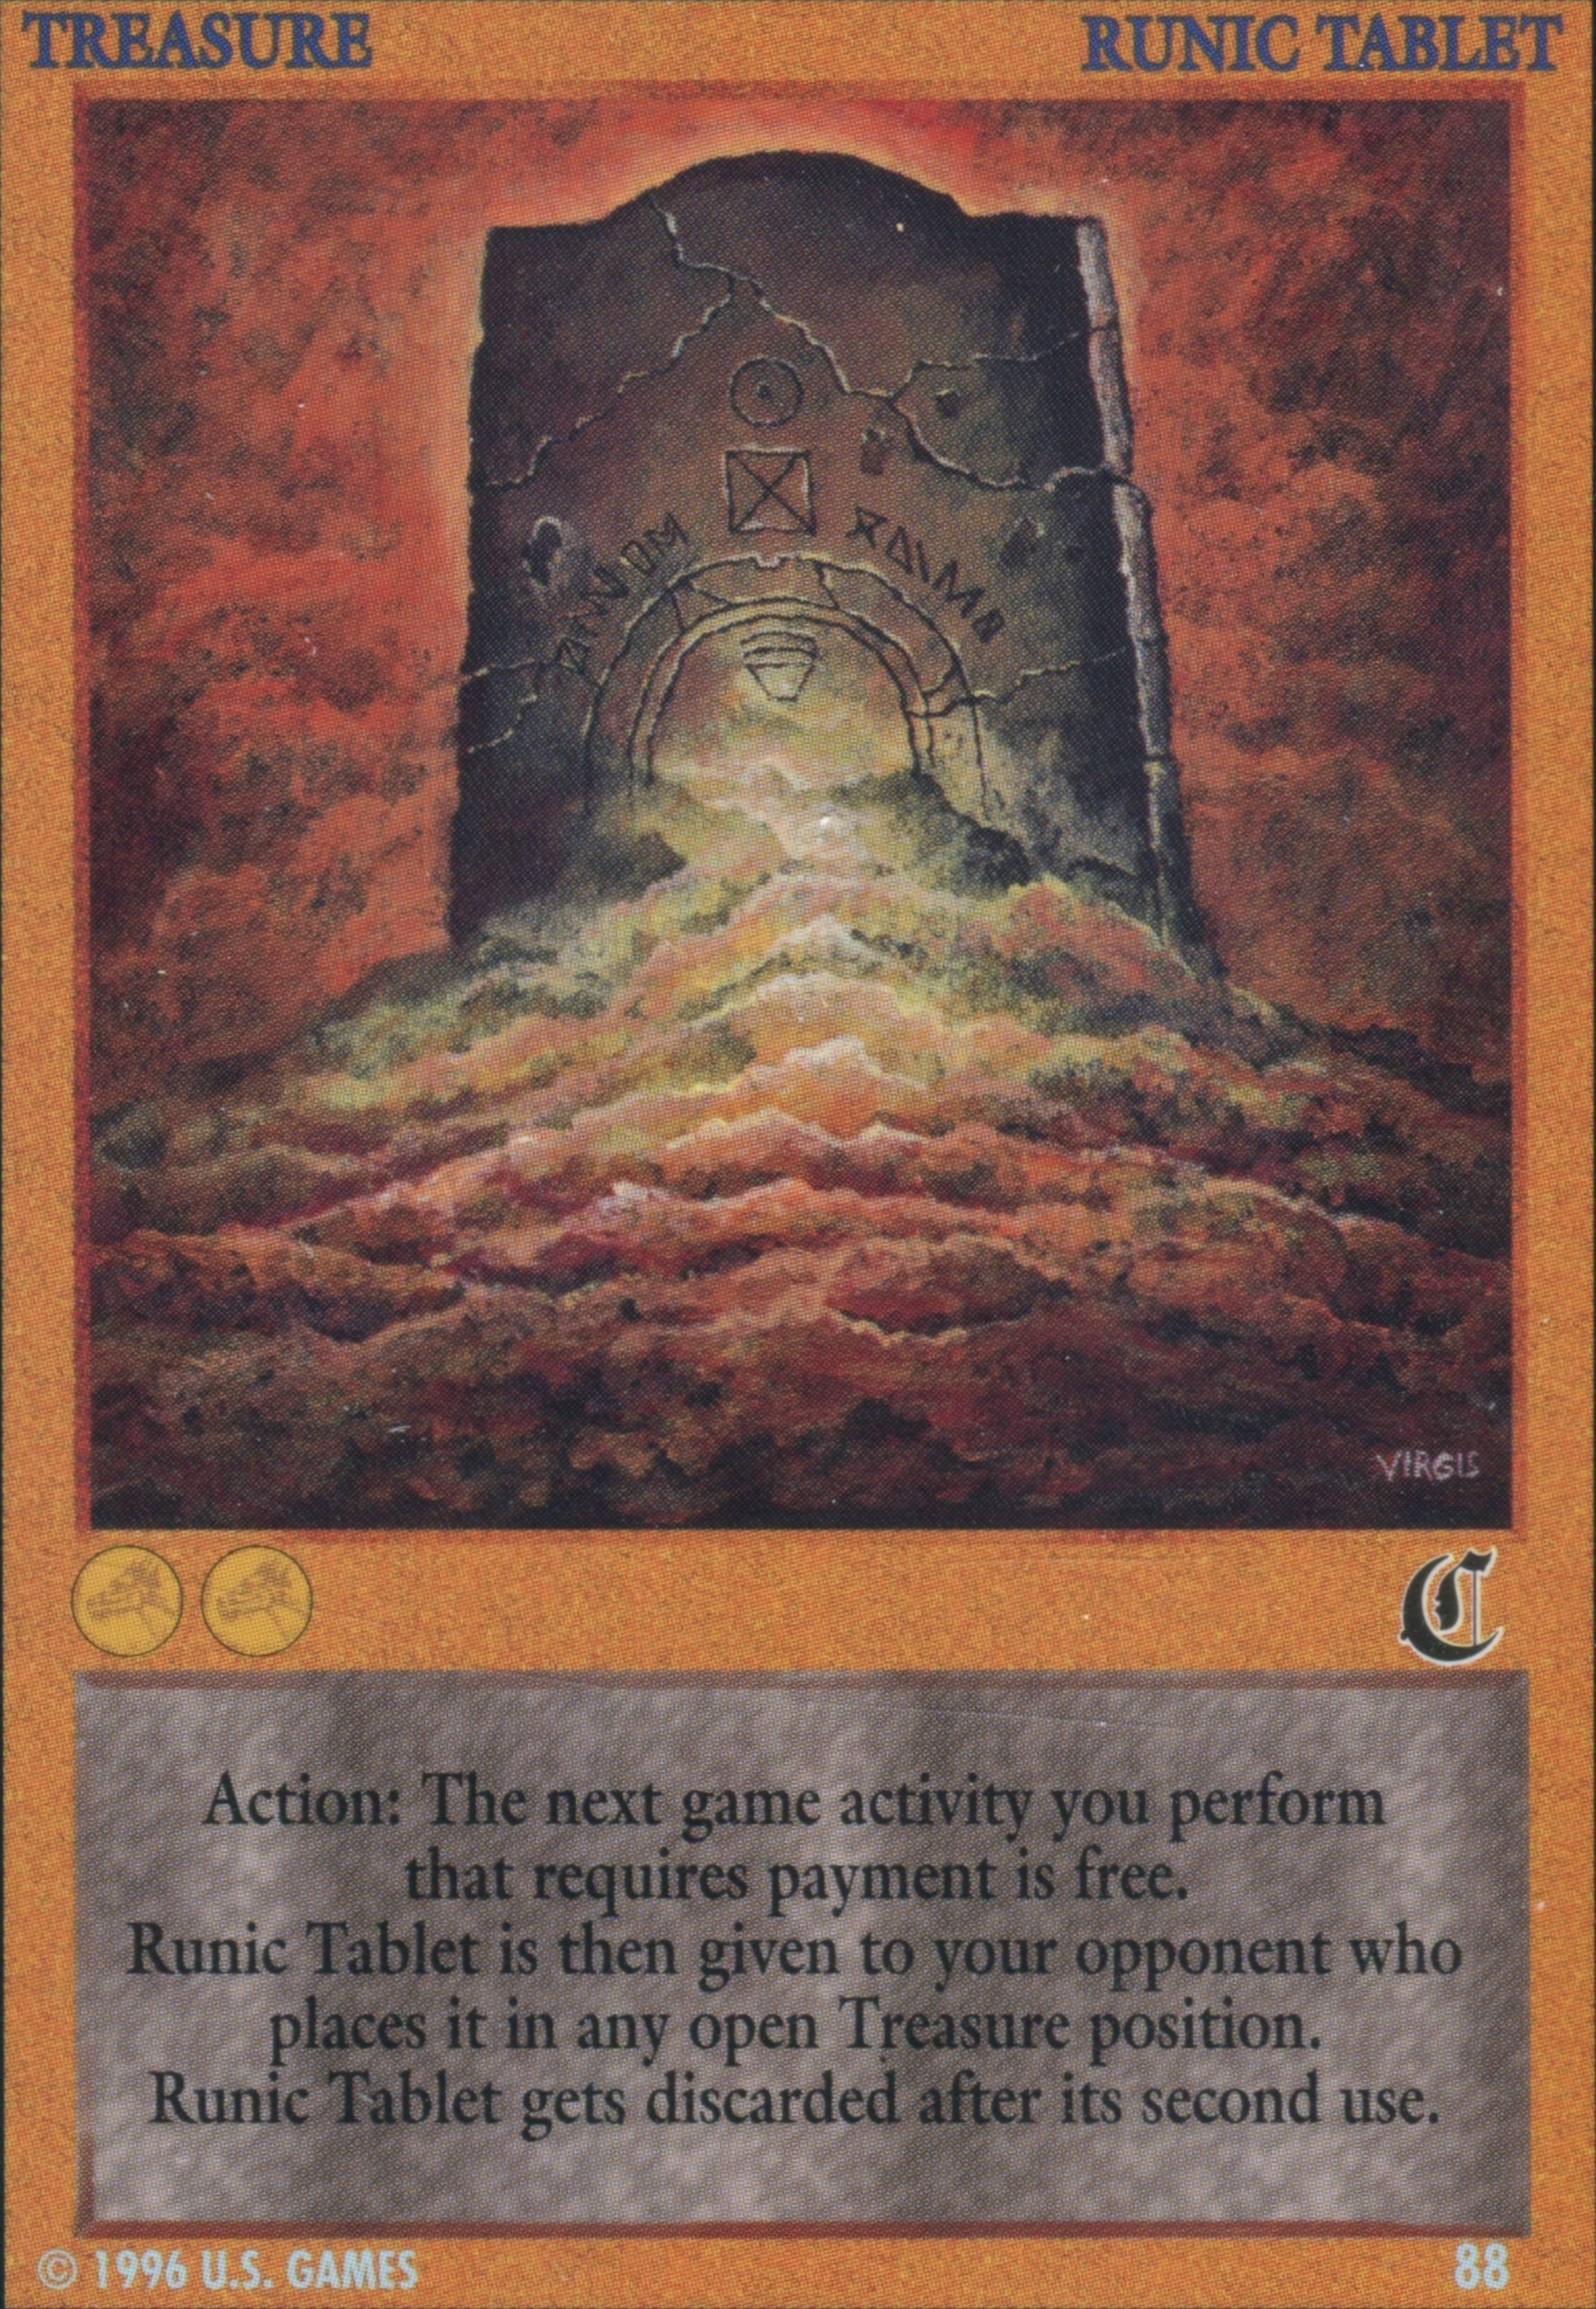 TREASURE RUNIC TABLET
VIRGIS
C
Action: The next game activity you perform
that requires payment is free.
Runic Tablet is then given to your opponent who
places it in any open Treasure position.
Runic Tablet gets discarded after its second use.
© 1996 U.S. GAMES 88